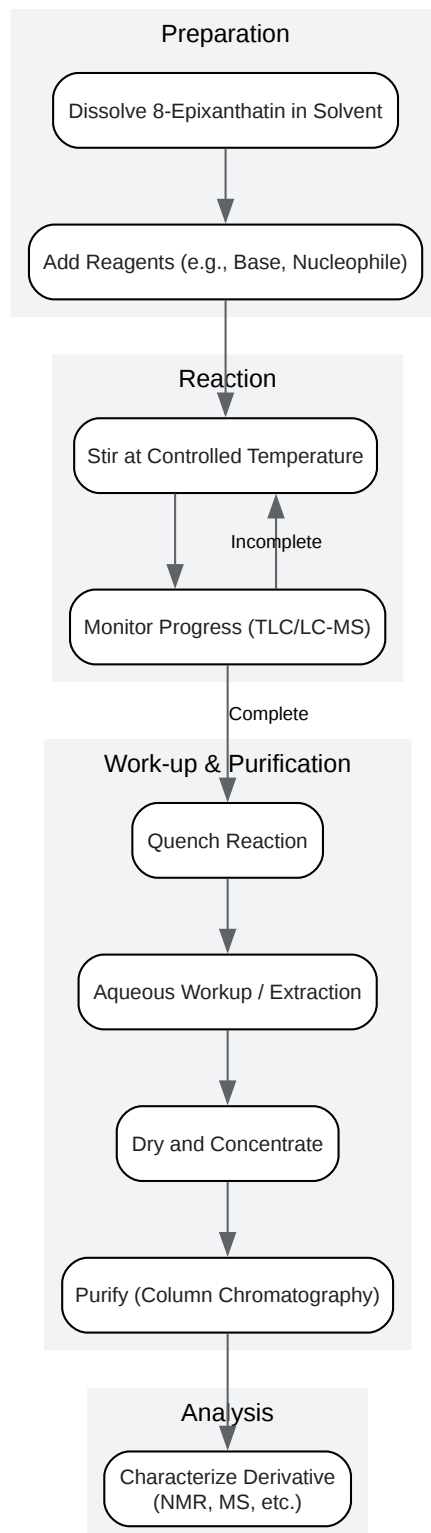 Preparation
Dissolve 8-Epixanthatin in Solvent
Add Reagents (e.g., Base, Nucleophile)
Reaction
Stir at Controlled Temperature
Incomplete
Monitor Progress (TLC/LC-MS)
Complete
Work-up & Purification
Quench Reaction
Aqueous Workup / Extraction
Dry and Concentrate
Purify (Column Chromatography)
Analysis
Characterize Derivative
(NMR, MS, etc.)